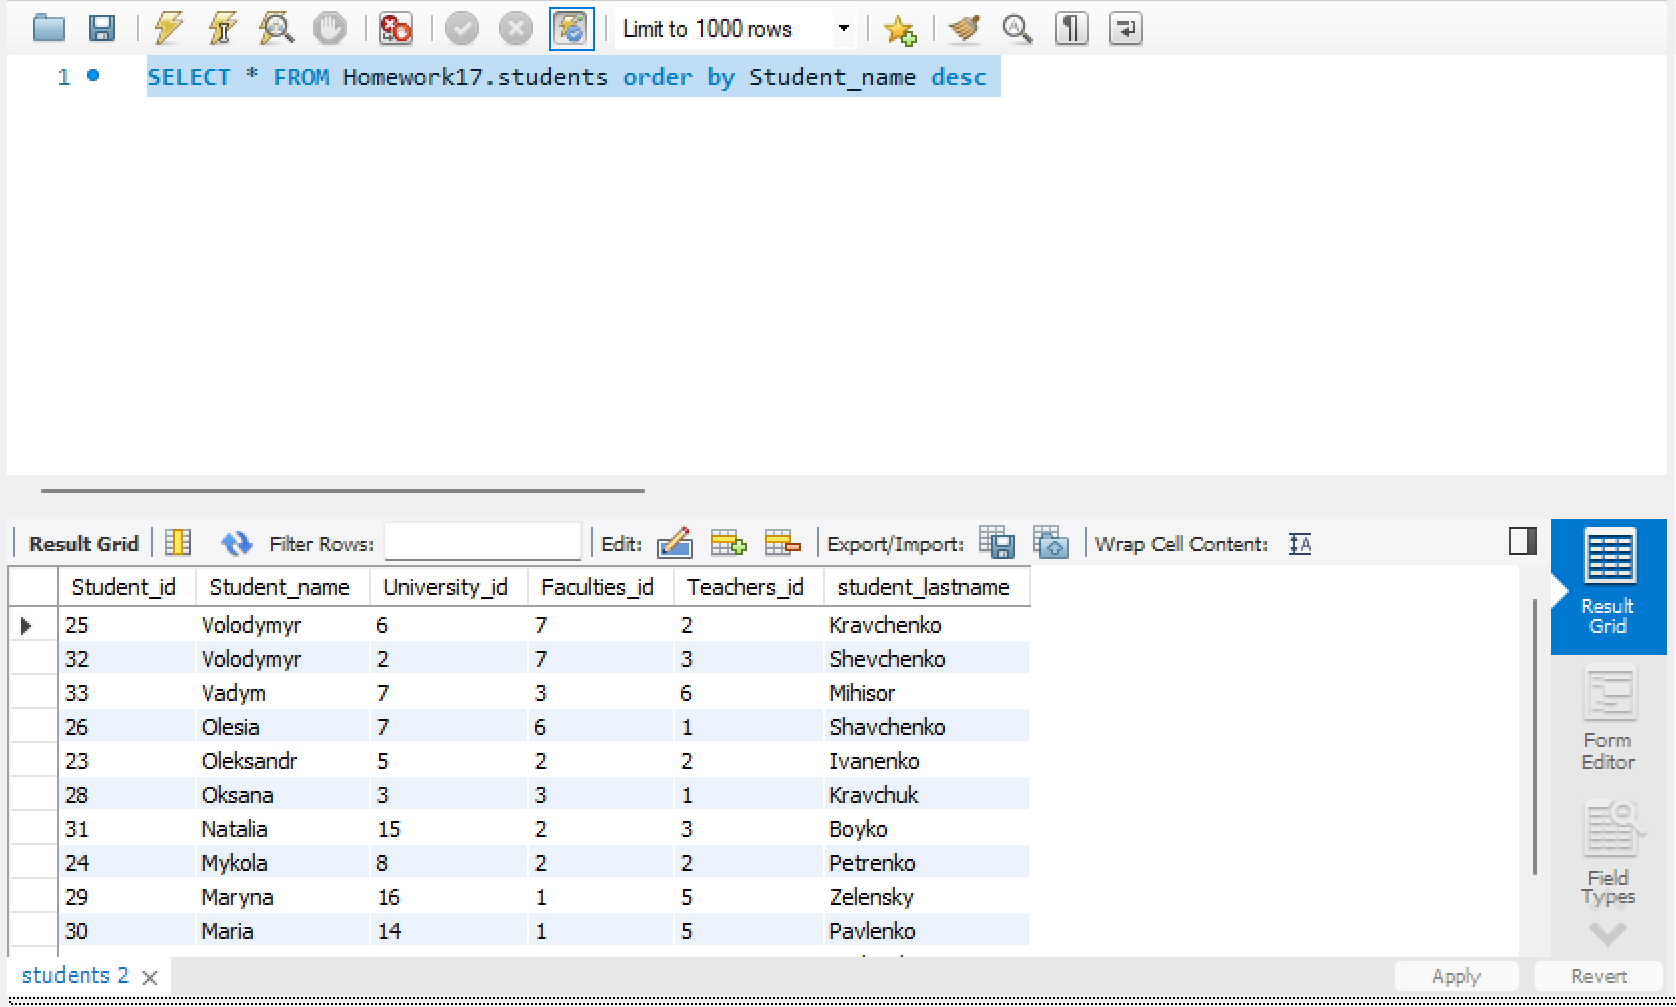 Limit to 1000 rows
1 SELECT * FROM Homework17.students order by Student_name desc
Result Grid Filter Rows: Edit: Export/Import: Wrap Cell Content:
Student_id Student_name University_id Faculties_id Teachers_id student_lastname
25 Volodymyr 6 7 2 Kravchenko
32 Volodymyr 2 7 3 Shevchenko
33 Vadym 7 3 6 Mihisor
26 Olesia 7 6 1 Shavchenko
23 Oleksandr 5 2 2 Ivanenko
28 Oksana 3 3 1 Kravchuk
31 Natalia 15 2 3 Boyko
24 Mykola 8 2 2 Petrenko
29 Maryna 16 1 5 Zelensky
30 Maria 14 1 5 Pavlenko
Result
Grid
Form
Editor
Field
Types
students 2
Apply Revert